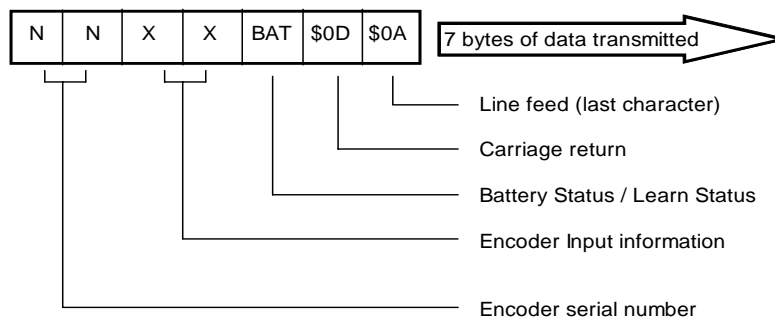 N N X X BAT $0D $0A 7 bytes of data transmitted
Line feed (last character)
Carriage return
Battery Status / Learn Status
Encoder Input information
Encoder serial number